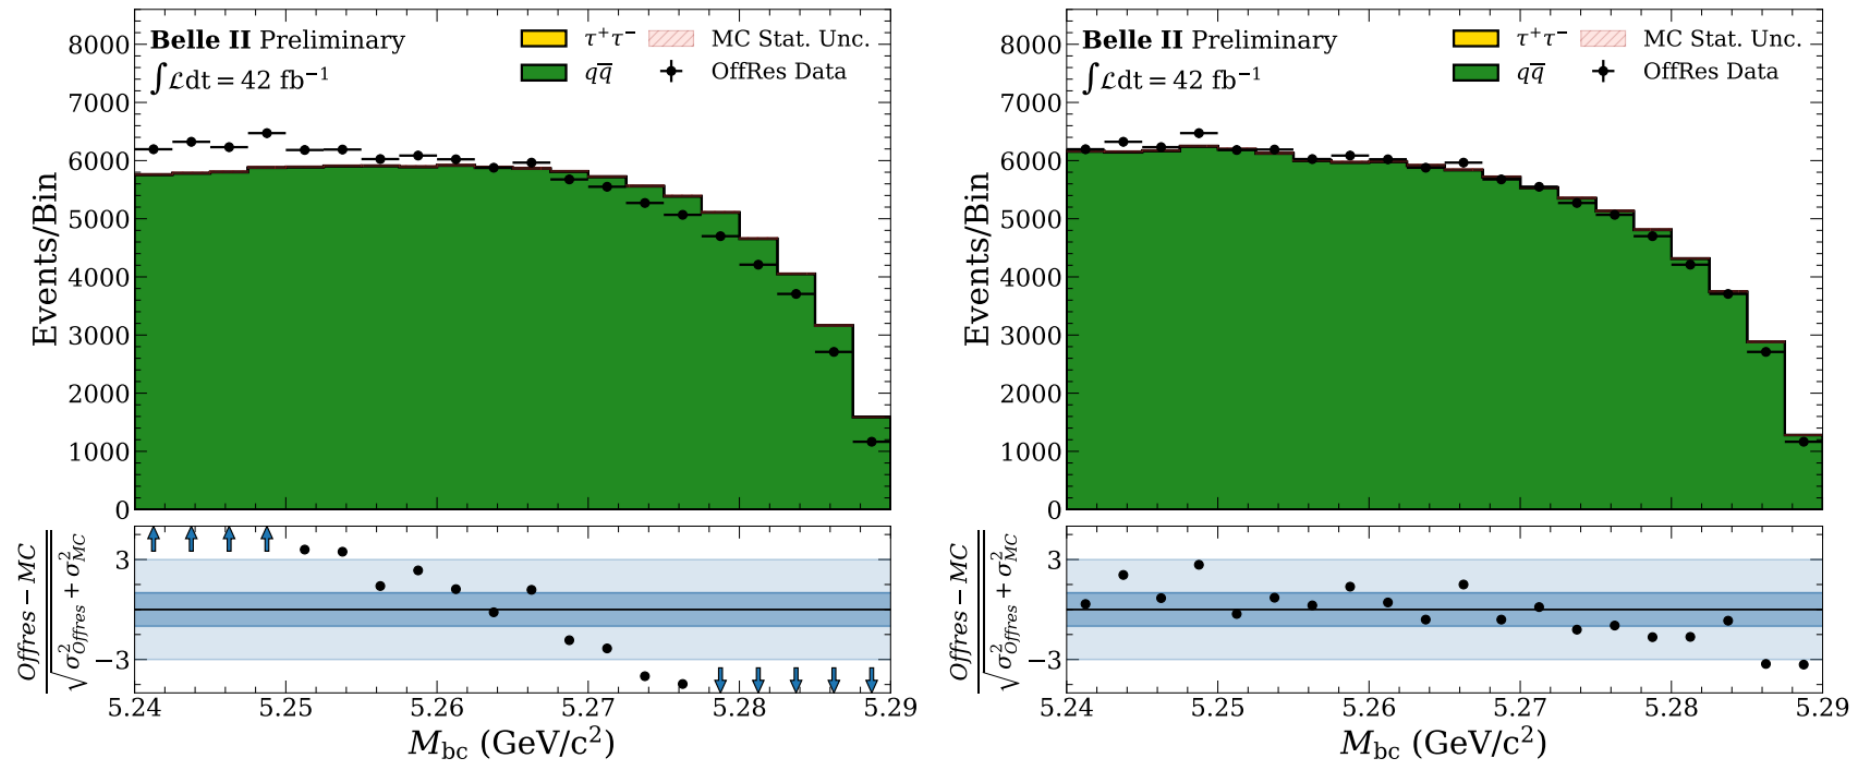 Belle II Preliminary
∫ℒdt = 42 fb⁻¹
τ⁺τ⁻
qq̅
MC Stat. Unc.
OffRes Data
Events/Bin
8000
7000
6000
5000
4000
3000
2000
1000
0
Offres − MC
√σ²Offres + σ²MC
3
−3
5.24 5.25 5.26 5.27 5.28 5.29
Mbc (GeV/c²)
Belle II Preliminary
∫ℒdt = 42 fb⁻¹
τ⁺τ⁻
qq̅
MC Stat. Unc.
OffRes Data
Events/Bin
8000
7000
6000
5000
4000
3000
2000
1000
0
Offres − MC
√σ²Offres + σ²MC
3
−3
5.24 5.25 5.26 5.27 5.28 5.29
Mbc (GeV/c²)